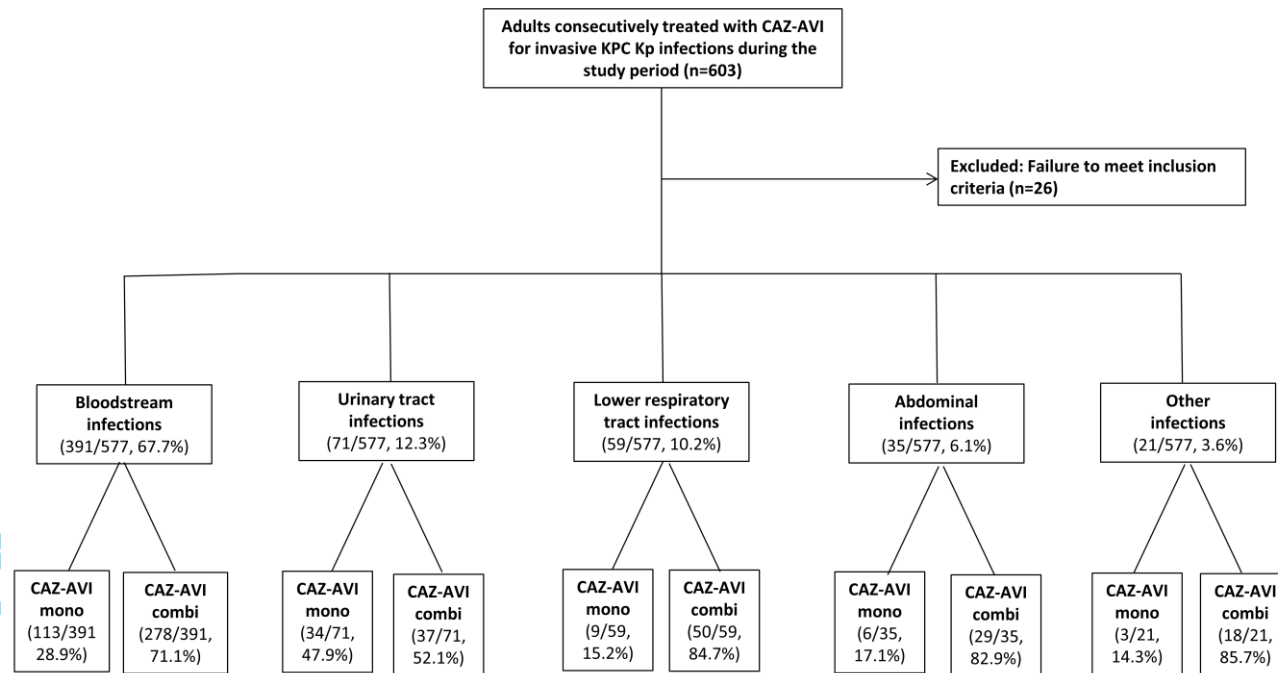 Adults consecutively treated with CAZ-AVI
for invasive KPC Kp infections during the
study period (n=603)
Excluded: Failure to meet inclusion
criteria (n=26)
Bloodstream
infections
(391/577, 67.7%)
Urinary tract
infections
(71/577, 12.3%)
Lower respiratory
tract infections
(59/577, 10.2%)
Abdominal
infections
(35/577, 6.1%)
Other
infections
(21/577, 3.6%)
CAZ-AVI
mono
(113/391
28.9%)
CAZ-AVI
combi
(278/391,
71.1%)
CAZ-AVI
mono
(34/71,
47.9%)
CAZ-AVI
combi
(37/71,
52.1%)
CAZ-AVI
mono
(9/59,
15.2%)
CAZ-AVI
combi
(50/59,
84.7%)
CAZ-AVI
mono
(6/35,
17.1%)
CAZ-AVI
combi
(29/35,
82.9%)
CAZ-AVI
mono
(3/21,
14.3%)
CAZ-AVI
combi
(18/21,
85.7%)